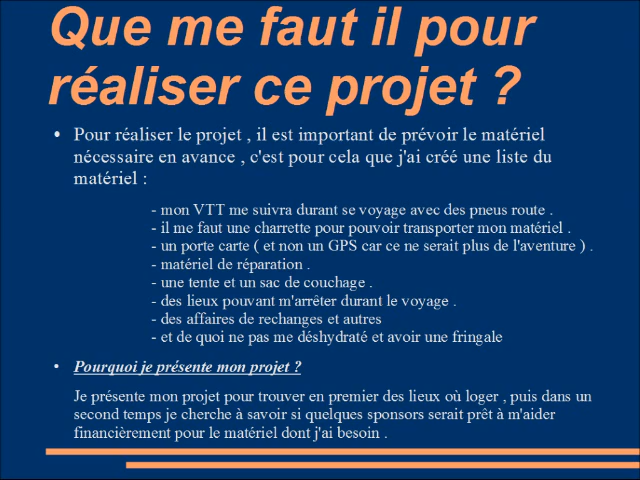 Que me faut il pour
réaliser ce projet ?
• Pour réaliser le projet , il est important de prévoir le matériel
nécessaire en avance , c'est pour cela que j'ai créé une liste du
matériel :
- mon VTT me suivra durant se voyage avec des pneus route .
- il me faut une charrette pour pouvoir transporter mon matériel .
- un porte carte ( et non un GPS car ce ne serait plus de l'aventure ) .
- matériel de réparation .
- une tente et un sac de couchage .
- des lieux pouvant m'arrêter durant le voyage .
- des affaires de rechanges et autres
- et de quoi ne pas me déshydraté et avoir une fringale
• Pourquoi je présente mon projet ?
Je présente mon projet pour trouver en premier des lieux où loger , puis dans un
second temps je cherche à savoir si quelques sponsors serait prêt à m'aider
financièrement pour le matériel dont j'ai besoin .